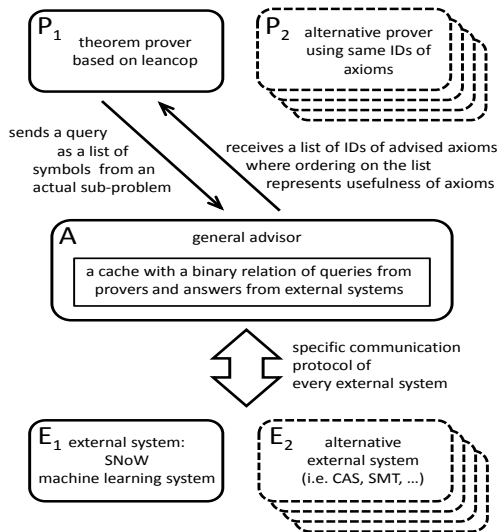 P1
theorem prover
based on leancop
P2
alternative prover
using same IDs of
axioms
sends a query
as a list of
symbols from an
actual sub-problem
receives a list of IDs of advised axioms
where ordering on the list
represents usefulness of axioms
A
general advisor
a cache with a binary relation of queries from
provers and answers from external systems
specific communication
protocol of
every external system
E1 external system:
SNoW
machine learning system
E2
alternative
external system
(i.e. CAS, SMT, ...)